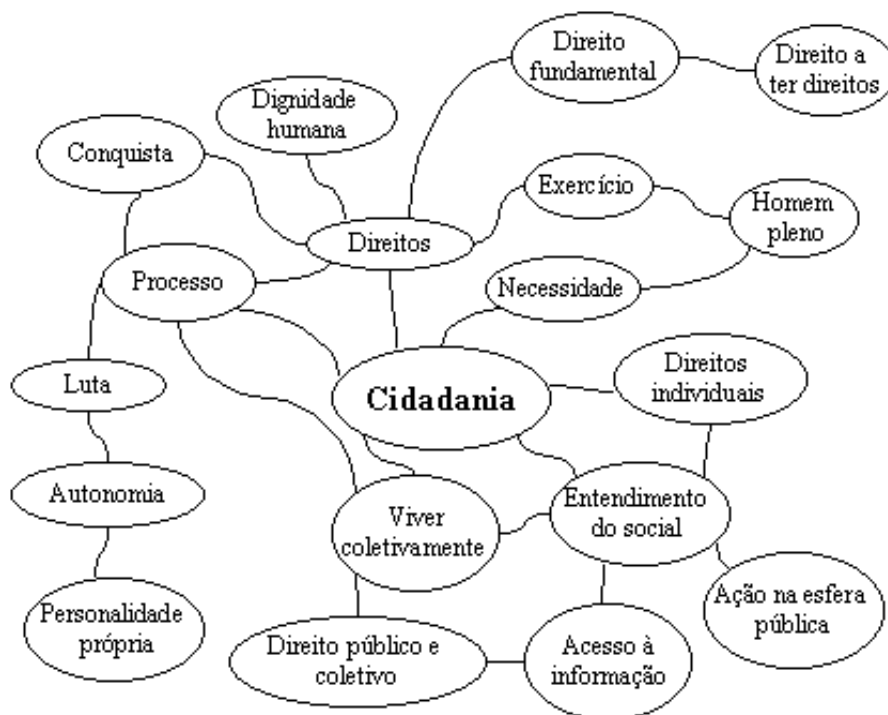 Direito
fundamental
Direito a
ter direitos
Dignidade
humana
Conquista
Exercício
Homem
pleno
Direitos
Processo
Necessidade
Direitos
individuais
Luta
Cidadania
Autonomia
Viver
coletivamente
Entendimento
do social
Personalidade
própria
Direito público e
coletivo
Acesso à
informação
Ação na esfera
pública